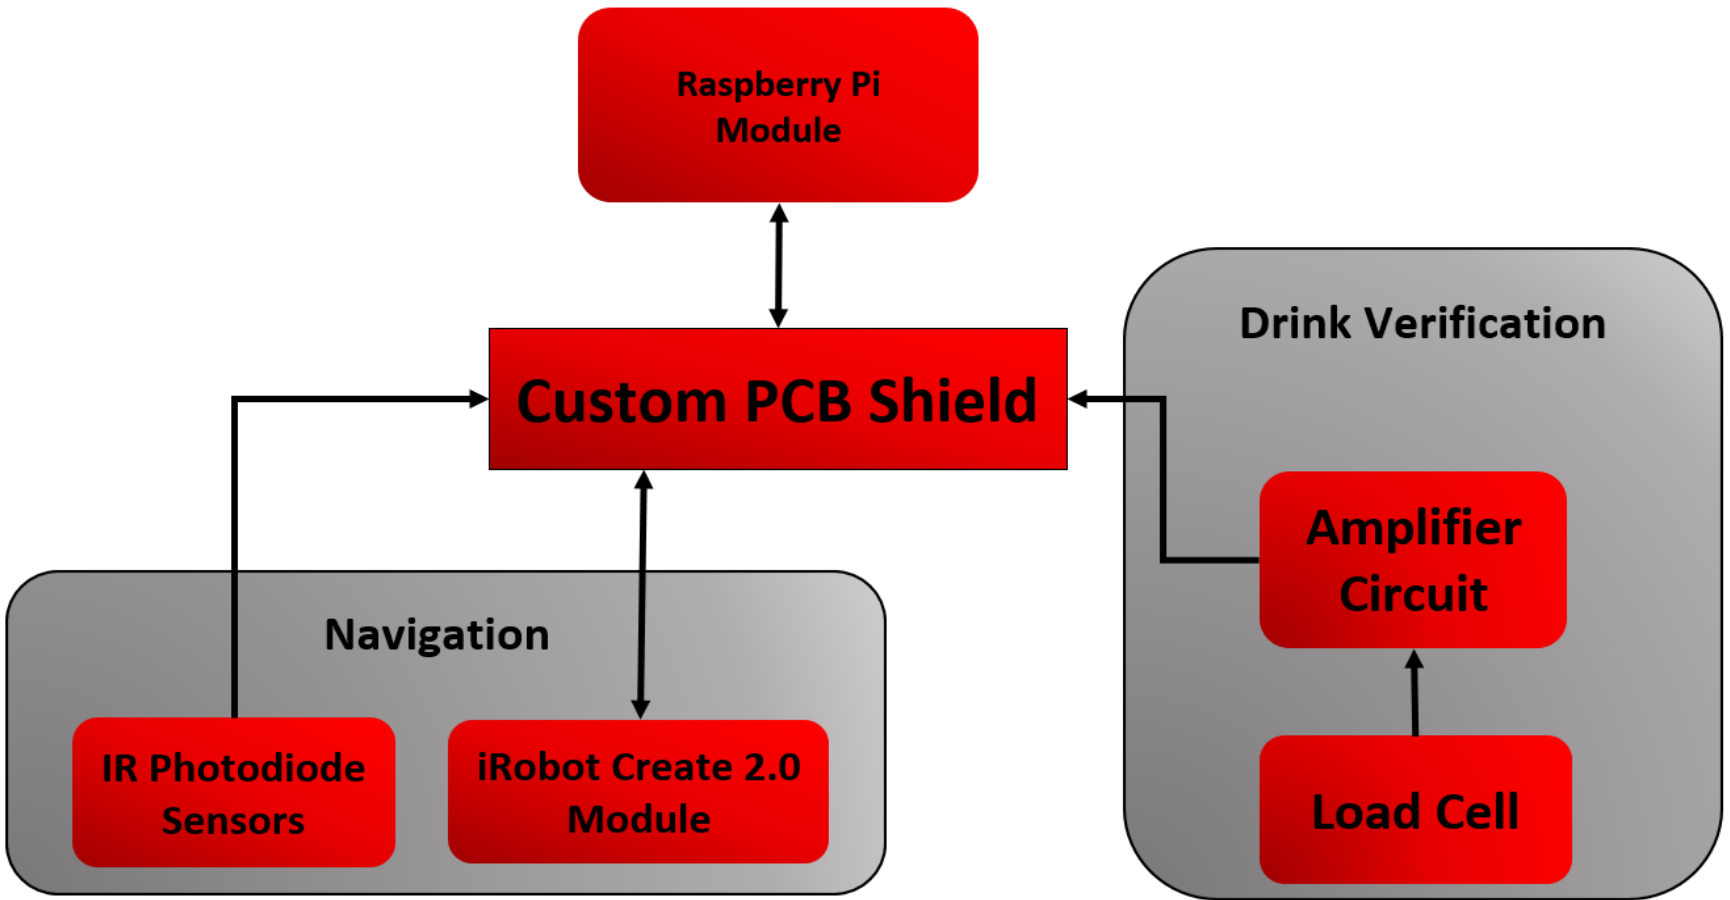 Raspberry Pi
Module
Custom PCB Shield
Drink Verification
Amplifier
Circuit
Load Cell
Navigation
IR Photodiode
Sensors
iRobot Create 2.0
Module